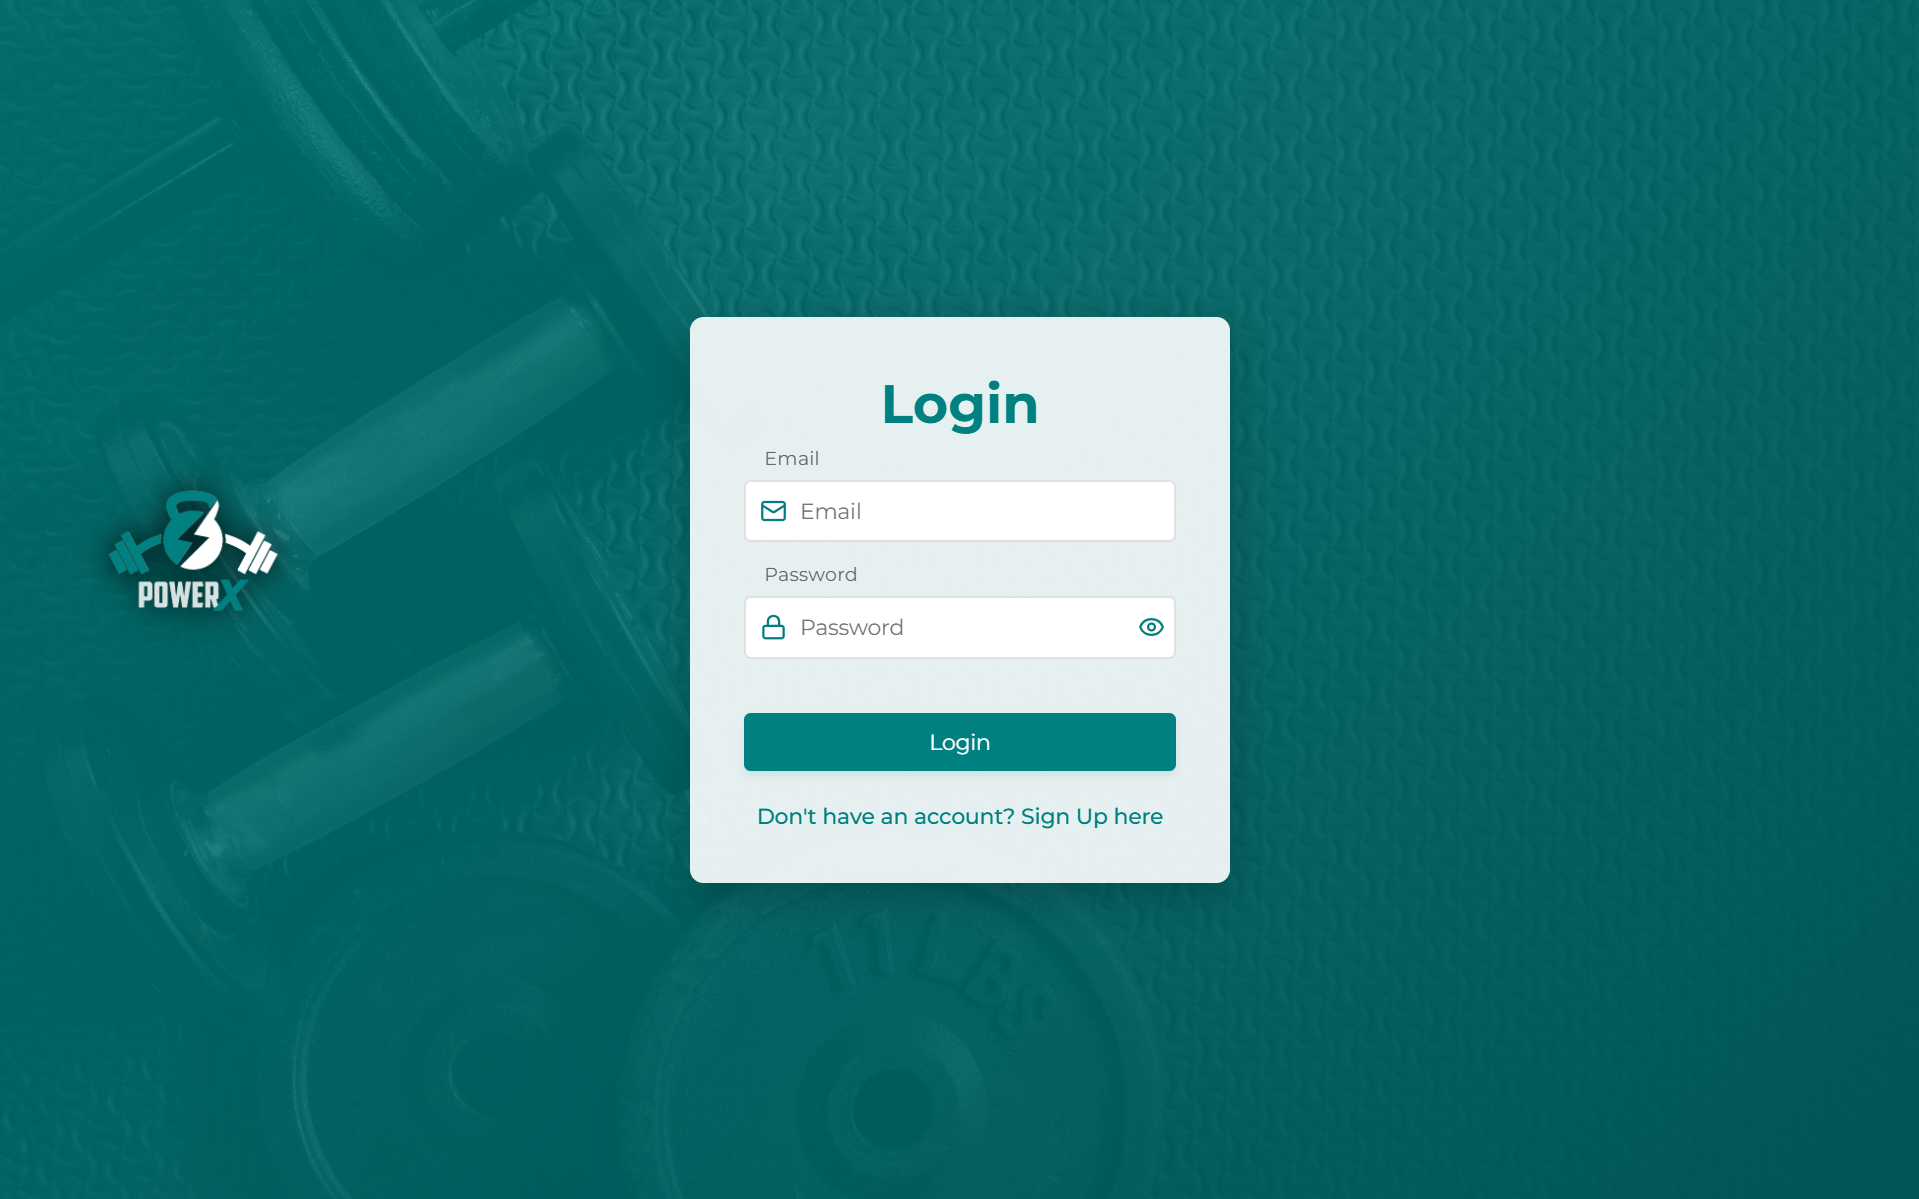 Login
Email
Email
Password
Password
Login
Don't have an account? Sign Up here
POWERX
11 LBS